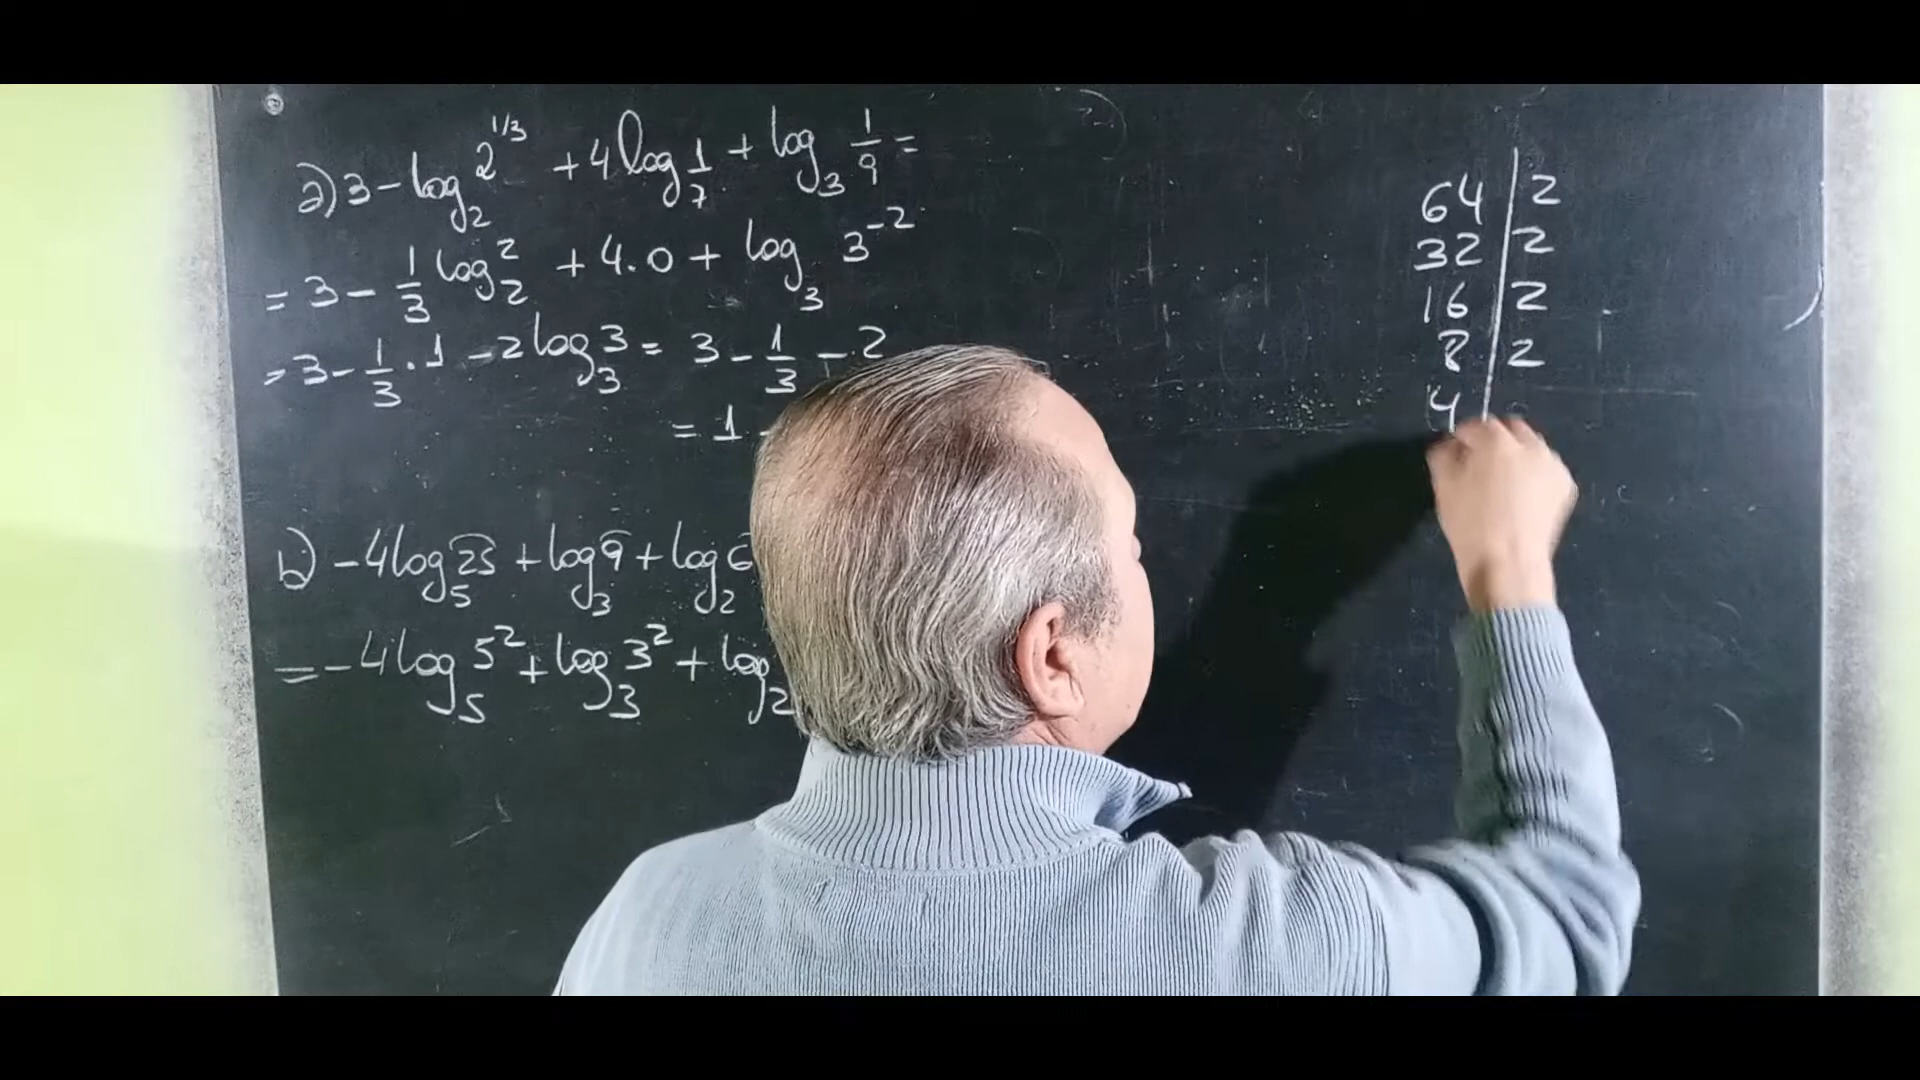 a) 3 - log₂ 2^1/3 + 4 log₇ 1 + log₃ 1/9 =
= 3 - 1/3 log₂ 2 + 4.0 + log₃ 3⁻²
= 3 - 1/3 . 1 - 2 log₃ 3 = 3 - 1/3 - 2
= 1
b) -4 log₅ 25 + log₃ 9 + log₂ 6
= -4 log₅ 5² + log₃ 3² + log₂
64 | 2
32 | 2
16 | 2
8 | 2
4 |